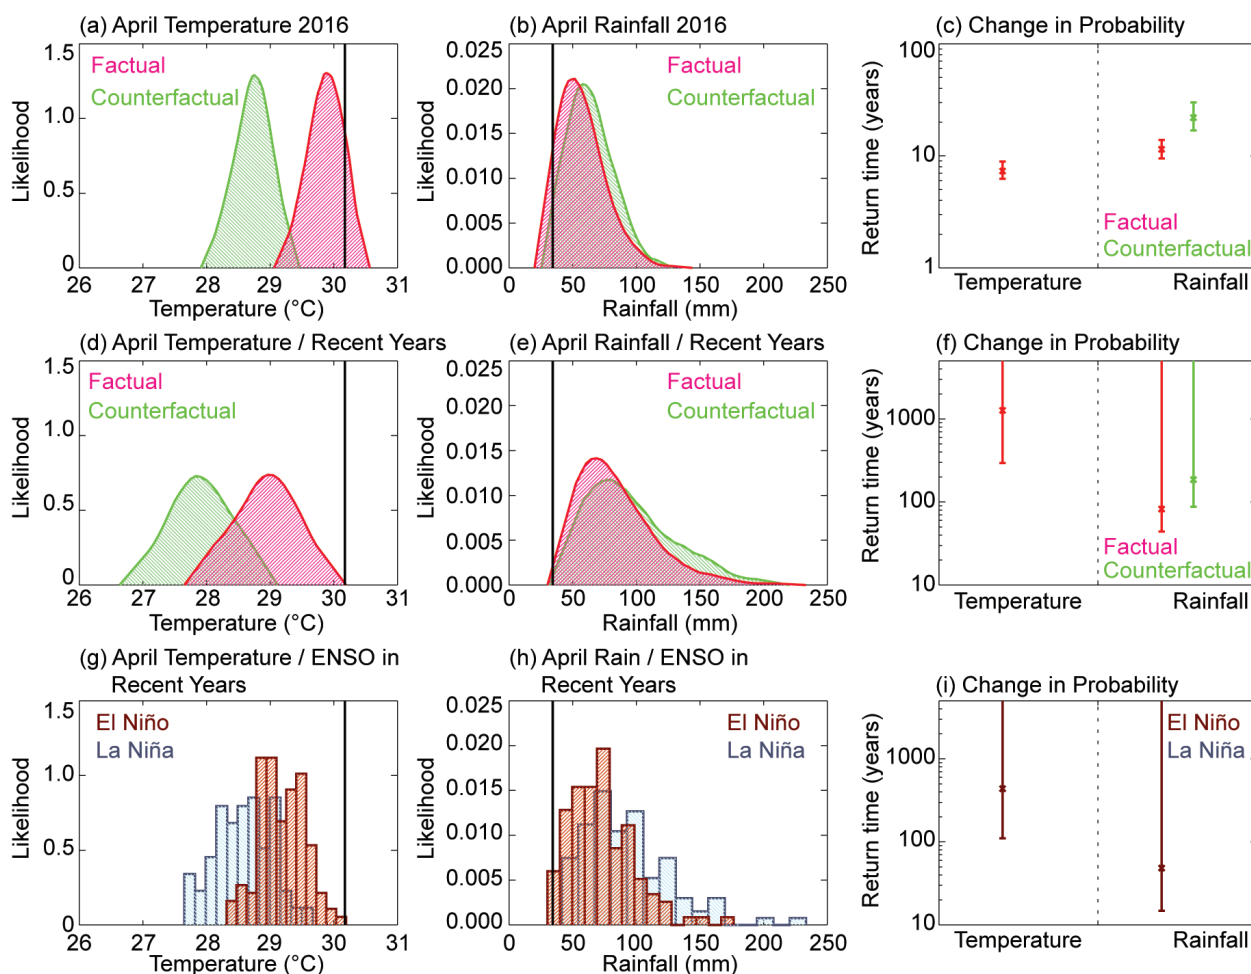 (a) April Temperature 2016
1.5
1.0
0.5
0
Likelihood
Factual
Counterfactual
26 27 28 29 30 31
Temperature (°C)
(b) April Rainfall 2016
0.025
0.020
0.015
0.010
0.005
0.000
Likelihood
Factual
Counterfactual
0 50 100 150 200 250
Rainfall (mm)
(c) Change in Probability
100
10
1
Return time (years)
Factual
Counterfactual
Temperature Rainfall
(d) April Temperature / Recent Years
1.5
1.0
0.5
0
Likelihood
Factual
Counterfactual
26 27 28 29 30 31
Temperature (°C)
(e) April Rainfall / Recent Years
0.025
0.020
0.015
0.010
0.005
0.000
Likelihood
Factual
Counterfactual
0 50 100 150 200 250
Rainfall (mm)
(f) Change in Probability
1000
100
10
Return time (years)
Factual
Counterfactual
Temperature Rainfall
(g) April Temperature / ENSO in
Recent Years
1.5
1.0
0.5
0
Likelihood
El Niño
La Niña
26 27 28 29 30 31
Temperature (°C)
(h) April Rain / ENSO in
Recent Years
0.025
0.020
0.015
0.010
0.005
0.000
Likelihood
El Niño
La Niña
0 50 100 150 200 250
Rainfall (mm)
(i) Change in Probability
1000
100
10
Return time (years)
El Niño
La Niña
Temperature Rainfall